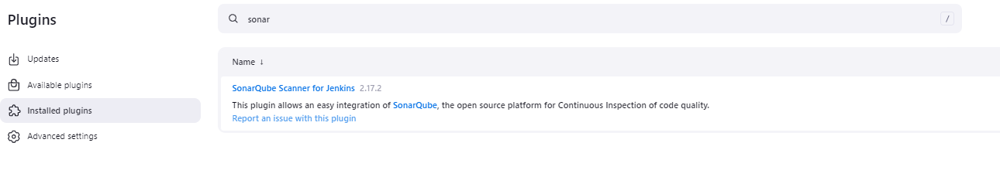 Plugins
sonar
/
Updates
Available plugins
Installed plugins
Advanced settings
Name ↓
SonarQube Scanner for Jenkins 2.17.2
This plugin allows an easy integration of SonarQube, the open source platform for Continuous Inspection of code quality.
Report an issue with this plugin